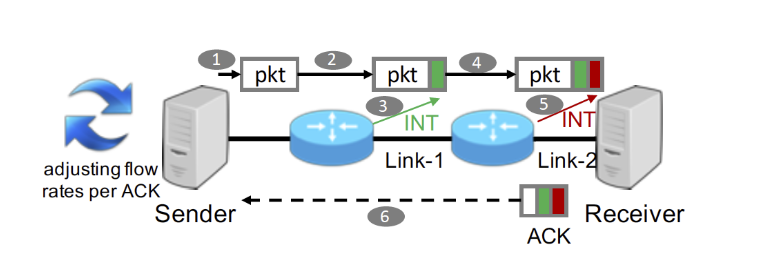 1
pkt
2
pkt
4
pkt
3
INT
5
INT
adjusting flow
rates per ACK
Link-1
Link-2
Sender
6
Receiver
ACK